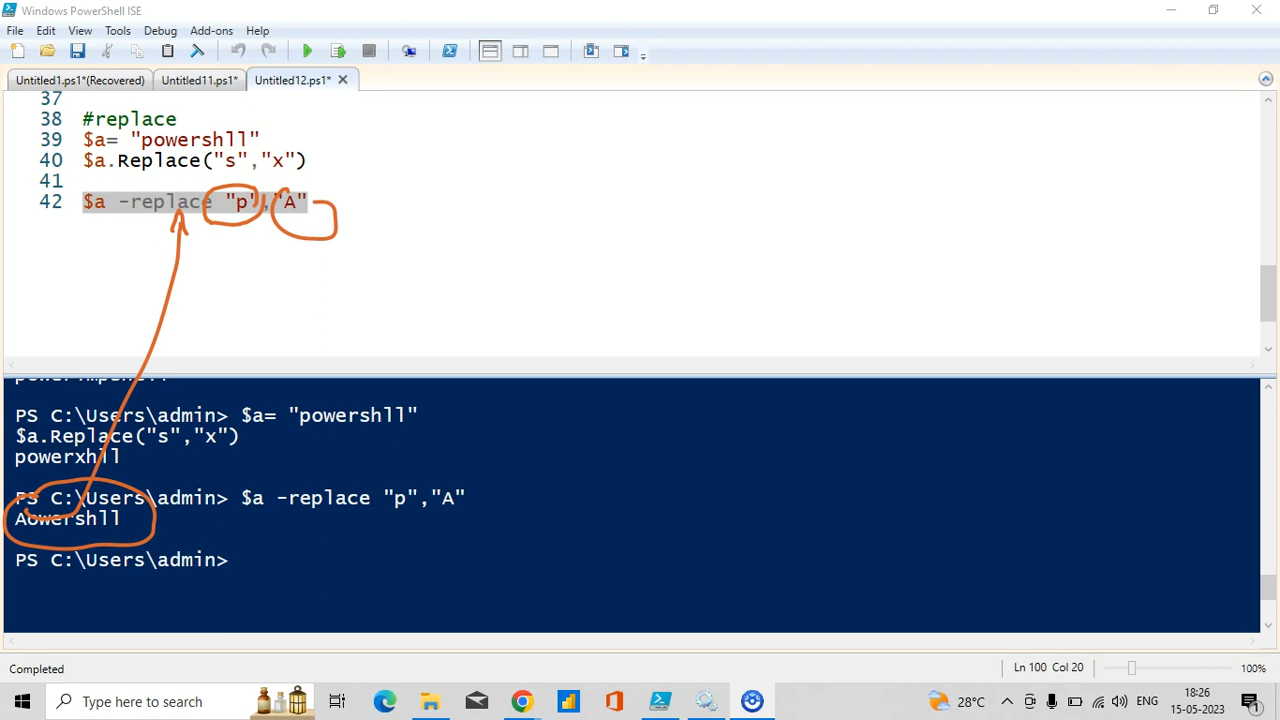 Windows PowerShell ISE
File Edit View Tools Debug Add-ons Help
Untitled1.ps1*(Recovered) Untitled11.ps1* Untitled12.ps1*
37
38 #replace
39 $a= "powershll"
40 $a.Replace("s","x")
41
42 $a -replace "p","A"
PS C:\Users\admin> $a= "powershll"
$a.Replace("s","x")
powerxhll
PS C:\Users\admin> $a -replace "p","A"
Aowershll
PS C:\Users\admin>
Completed Ln 100 Col 20 100%
Type here to search 28°C ENG 18:26
15-05-2023 1